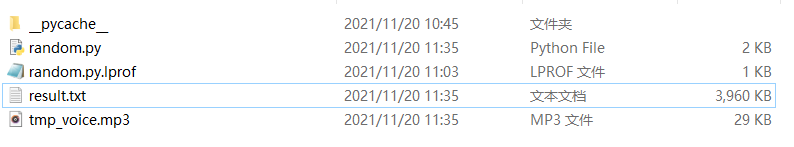 __pycache__ 2021/11/20 10:45 文件夹
random.py 2021/11/20 11:35 Python File 2 KB
random.py.lprof 2021/11/20 11:03 LPROF 文件 1 KB
result.txt 2021/11/20 11:35 文本文档 3,960 KB
tmp_voice.mp3 2021/11/20 11:35 MP3 文件 29 KB